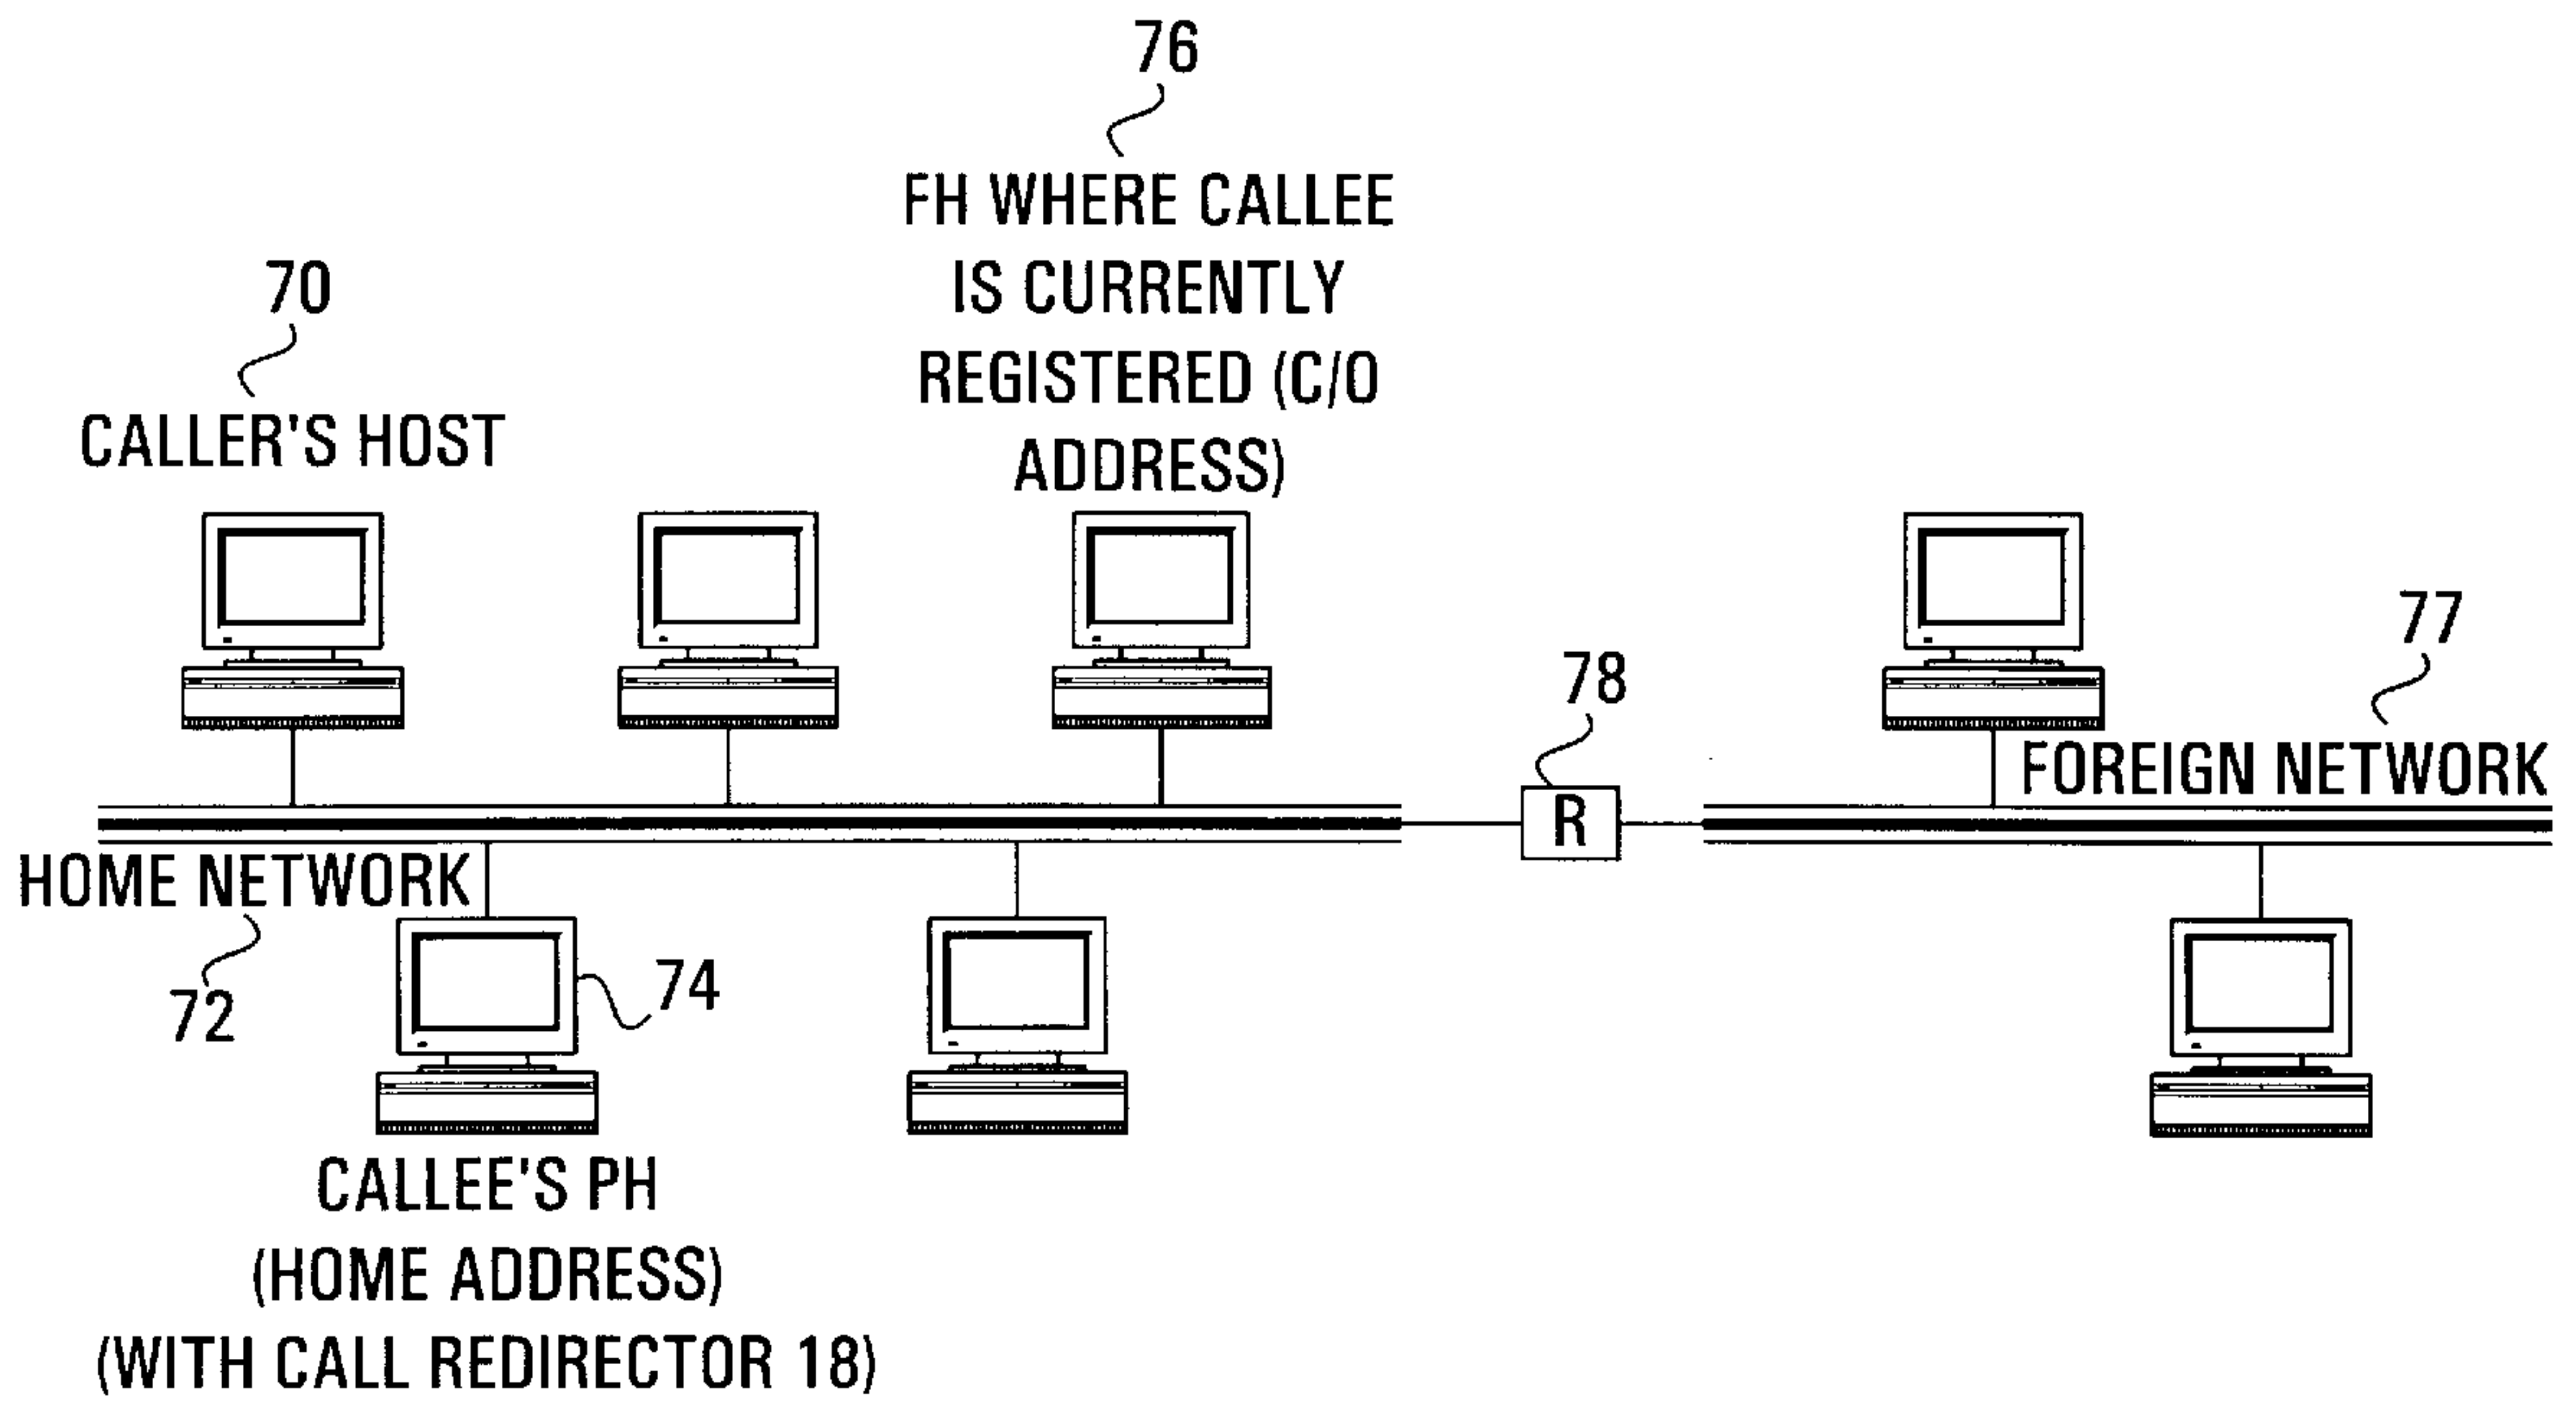 76
FH WHERE CALLEE
IS CURRENTLY
REGISTERED (C/O
ADDRESS)
70
CALLER'S HOST
77
78
FOREIGN NETWORK
R
HOME NETWORK
72
74
CALLEE'S PH
(HOME ADDRESS)
(WITH CALL REDIRECTOR 18)